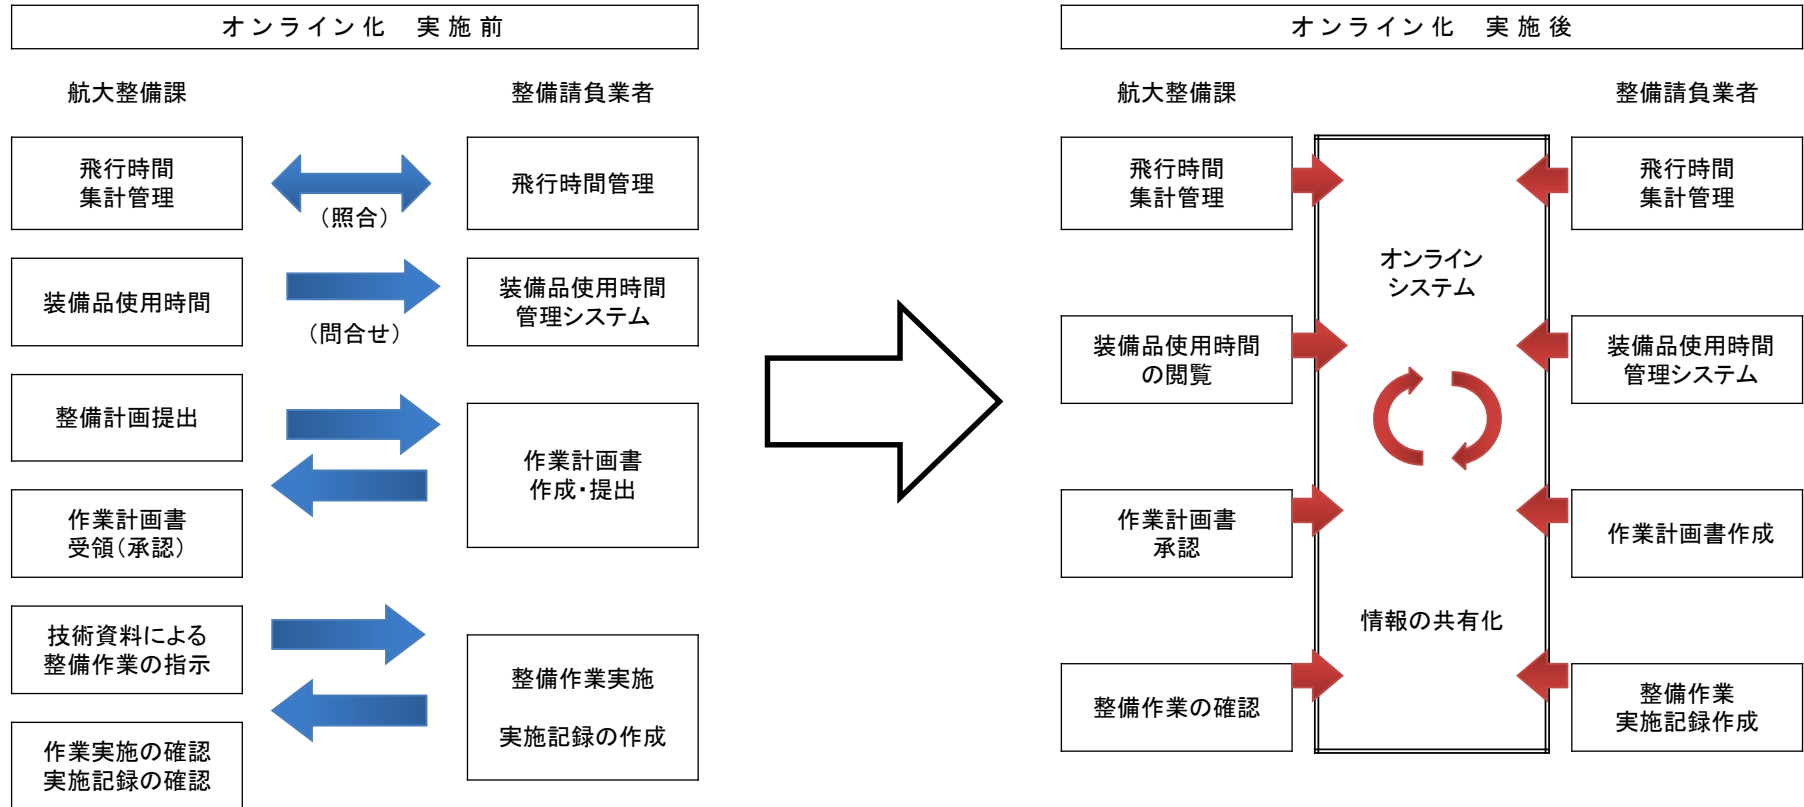 オンライン化　実施前
航大整備課
整備請負業者
飛行時間
集計管理
(照合)
飛行時間管理
装備品使用時間
(問合せ)
装備品使用時間
管理システム
整備計画提出
作業計画書
作成・提出
作業計画書
受領(承認)
技術資料による
整備作業の指示
整備作業実施
実施記録の作成
作業実施の確認
実施記録の確認
オンライン化　実施後
航大整備課
整備請負業者
飛行時間
集計管理
飛行時間
集計管理
オンライン
システム
装備品使用時間
の閲覧
装備品使用時間
管理システム
作業計画書
承認
作業計画書作成
情報の共有化
整備作業の確認
整備作業
実施記録作成